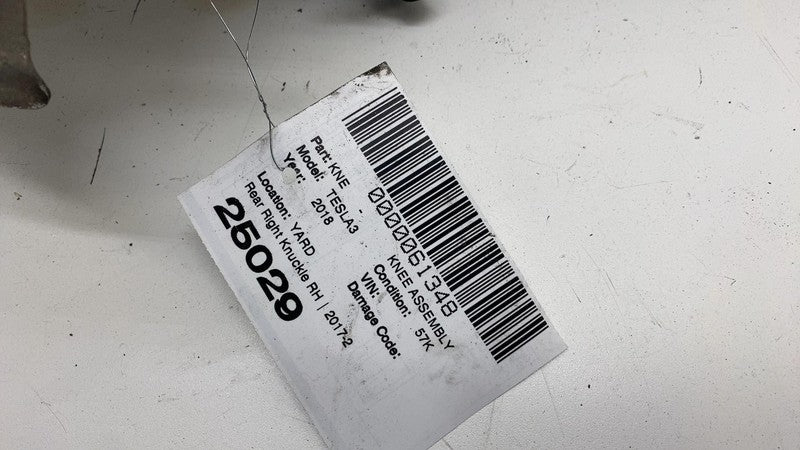 0000061348
Part: KNE - KNEE ASSEMBLY
Model: TESLA3 Condition: 57K
Year: 2018 VIN:
Damage Code:
Location: YARD
Rear Right Knuckle RH | 2017-2
25029